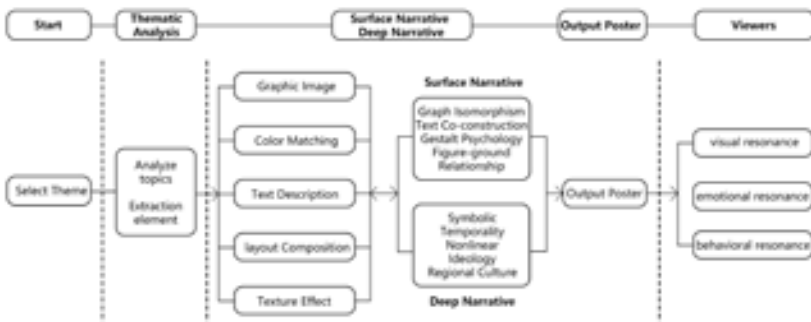 Start
Thematic
Analysis
Surface Narrative
Deep Narrative
Output Poster
Viewers
Select Theme
Analyze
topics
Extraction
element
Graphic Image
Color Matching
Text Description
layout Composition
Texture Effect
Surface Narrative
Graph Isomorphism
Text Co-construction
Gestalt Psychology
Figure-ground
Relationship
Symbolic
Temporality
Nonlinear
Ideology
Regional Culture
Deep Narrative
Output Poster
visual resonance
emotional resonance
behavioral resonance